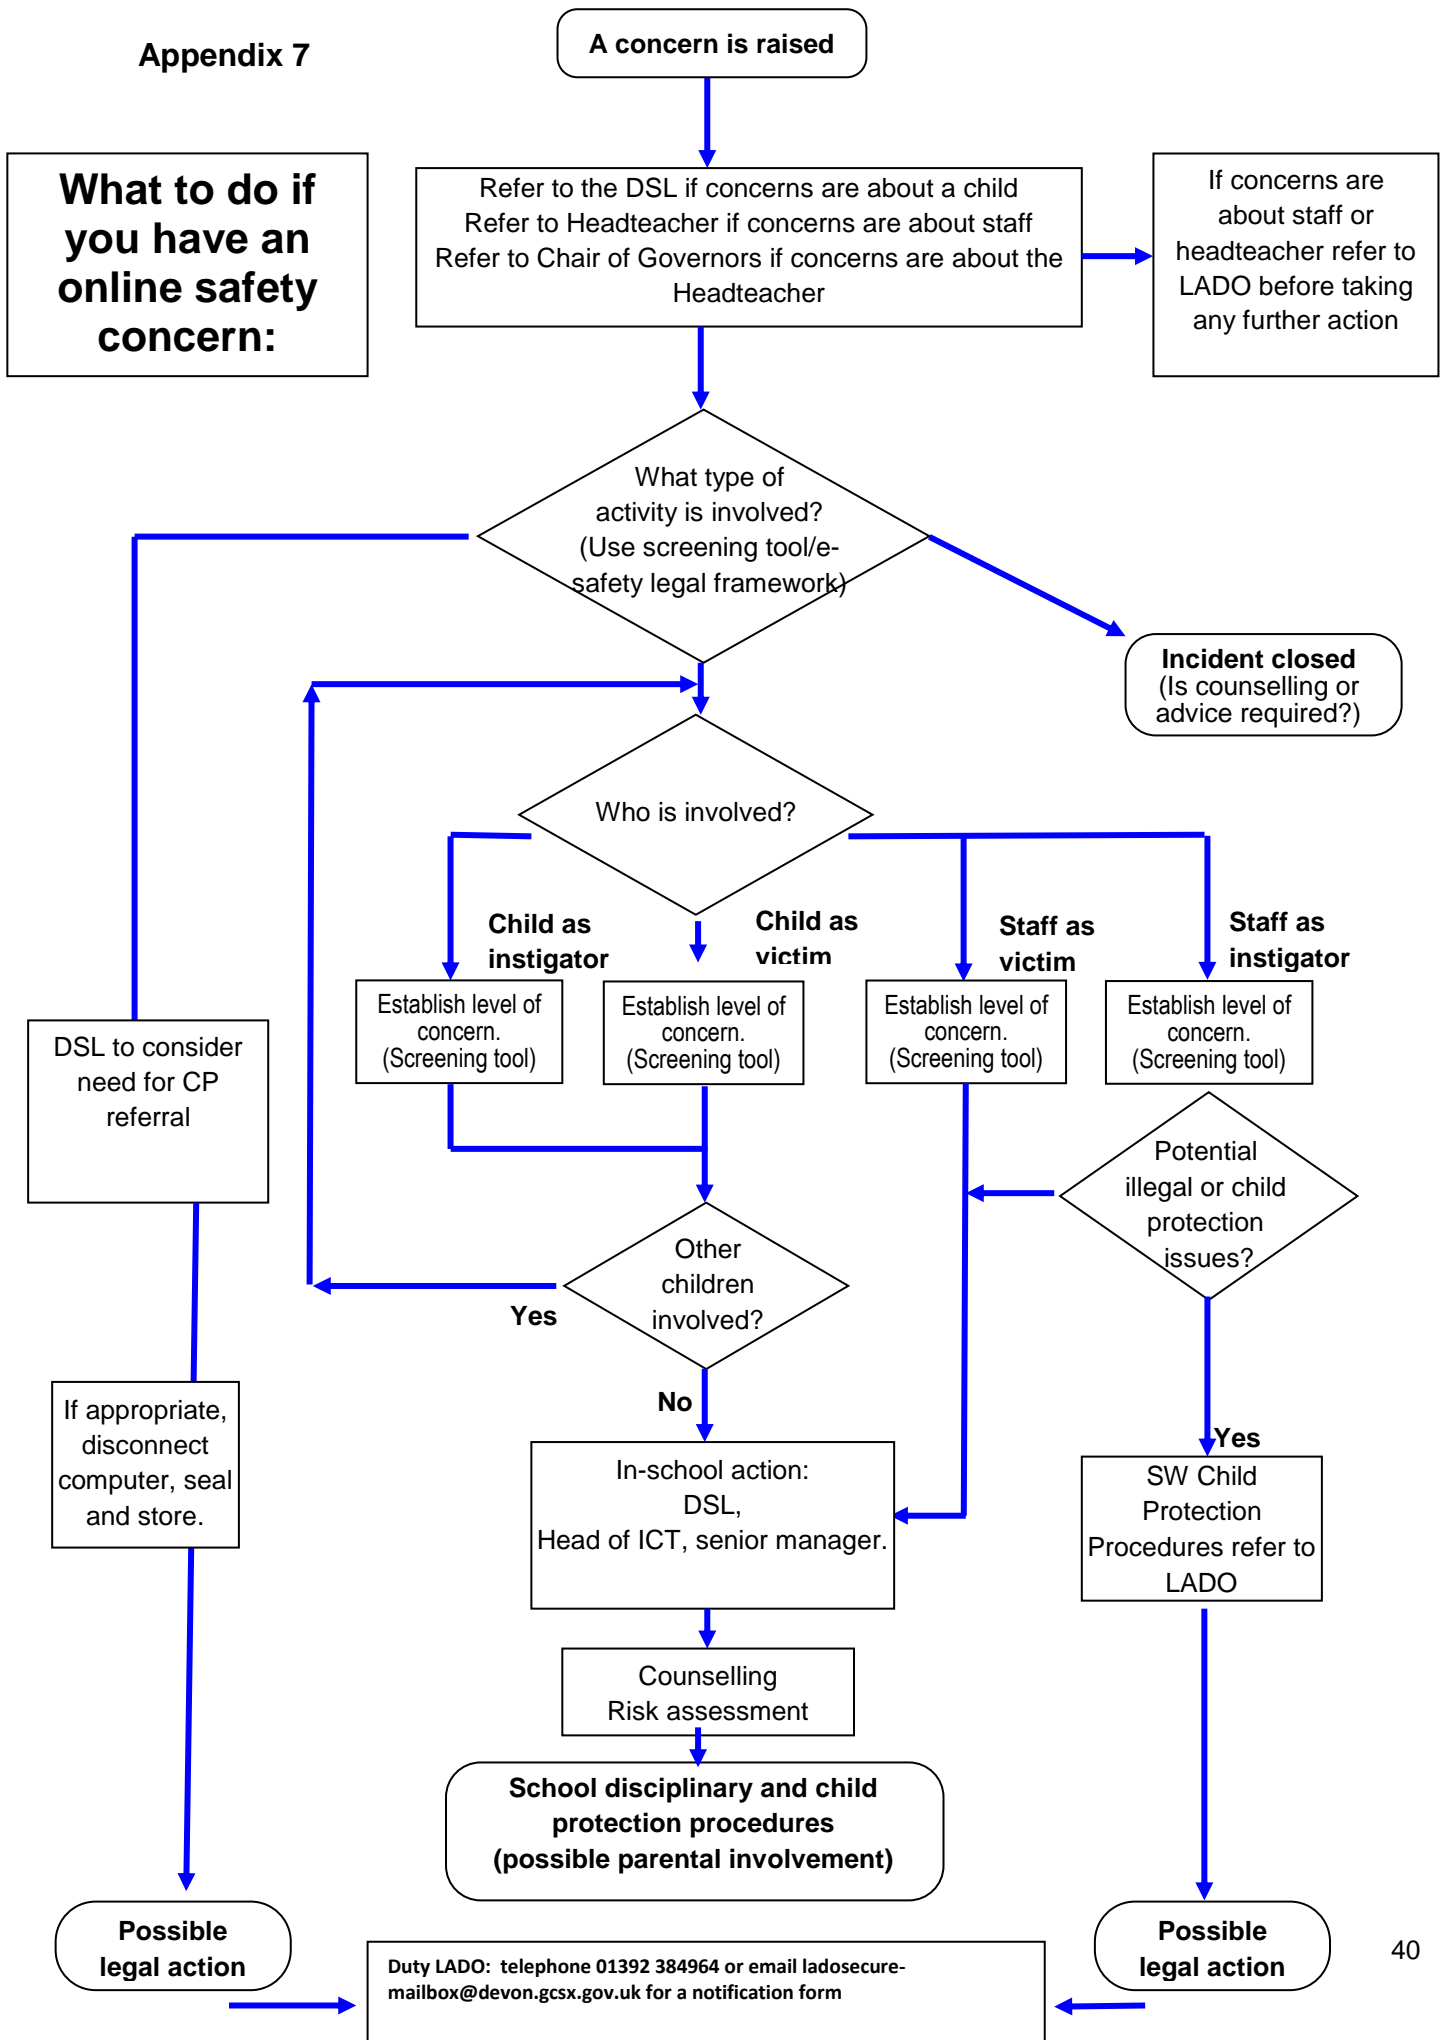 Appendix 7
A concern is raised
What to do if
you have an
online safety
concern:
Refer to the DSL if concerns are about a child
Refer to Headteacher if concerns are about staff
Refer to Chair of Governors if concerns are about the
Headteacher
If concerns are
about staff or
headteacher refer to
LADO before taking
any further action
What type of
activity is involved?
(Use screening tool/e-
safety legal framework)
Incident closed
(Is counselling or
advice required?)
Who is involved?
Child as
instigator
Child as
victim
Staff as
victim
Staff as
instigator
Establish level of
concern.
(Screening tool)
Establish level of
concern.
(Screening tool)
Establish level of
concern.
(Screening tool)
Establish level of
concern.
(Screening tool)
DSL to consider
need for CP
referral
Potential
illegal or child
protection
issues?
Other
children
involved?
Yes
No
Yes
If appropriate,
disconnect
computer, seal
and store.
In-school action:
DSL,
Head of ICT, senior manager.
SW Child
Protection
Procedures refer to
LADO
Counselling
Risk assessment
School disciplinary and child
protection procedures
(possible parental involvement)
Possible
legal action
Possible
legal action
Duty LADO: telephone 01392 384964 or email ladosecure-
mailbox@devon.gcsx.gov.uk for a notification form
40